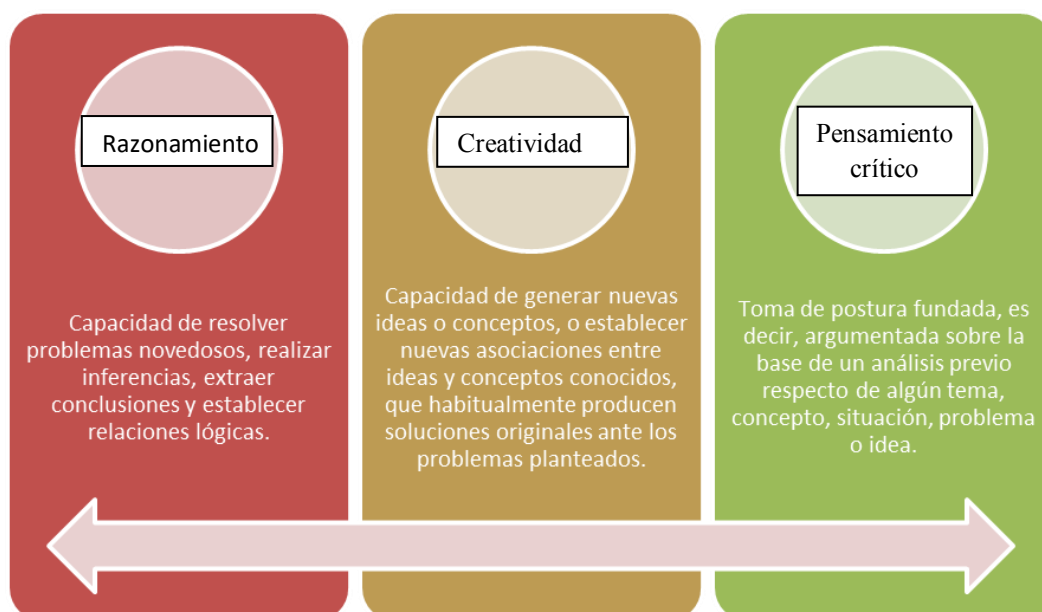 Razonamiento
Capacidad de resolver
problemas novedosos, realizar
inferencias, extraer
conclusiones y establecer
relaciones lógicas.
Creatividad
Capacidad de generar nuevas
ideas o conceptos, o establecer
nuevas asociaciones entre
ideas y conceptos conocidos,
que habitualmente producen
soluciones originales ante los
problemas planteados.
Pensamiento
crítico
Toma de postura fundada, es
decir, argumentada sobre la
base de un análisis previo
respecto de algún tema,
concepto, situación, problema
o idea.